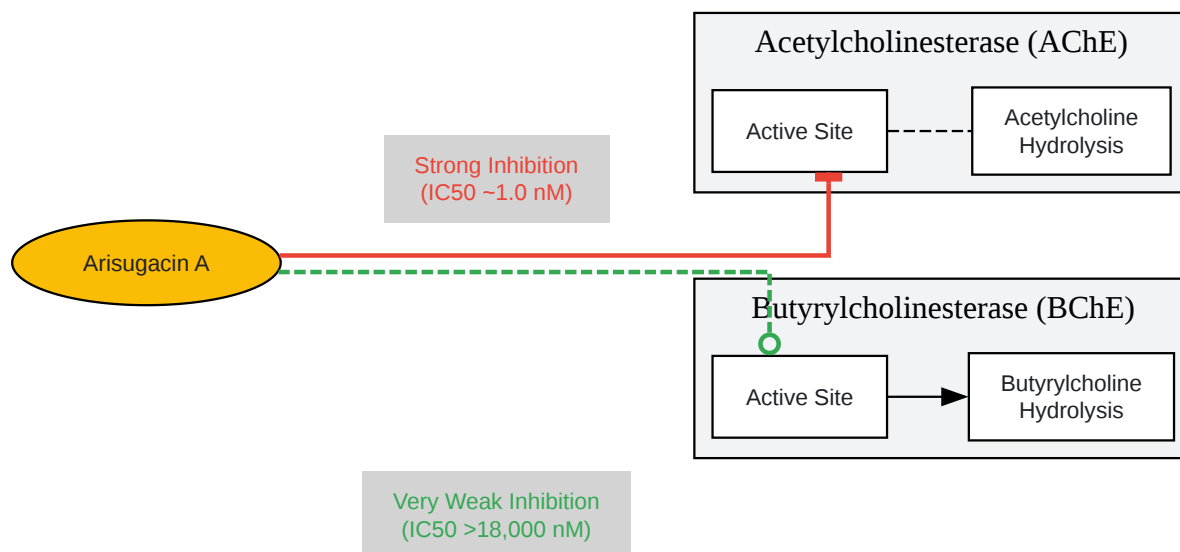 Acetylcholinesterase (AChE)
Active Site
Acetylcholine
Hydrolysis
Strong Inhibition
(IC50 ~1.0 nM)
Arisugacin A
Butyrylcholinesterase (BChE)
Active Site
Butyrylcholine
Hydrolysis
Very Weak Inhibition
(IC50 >18,000 nM)